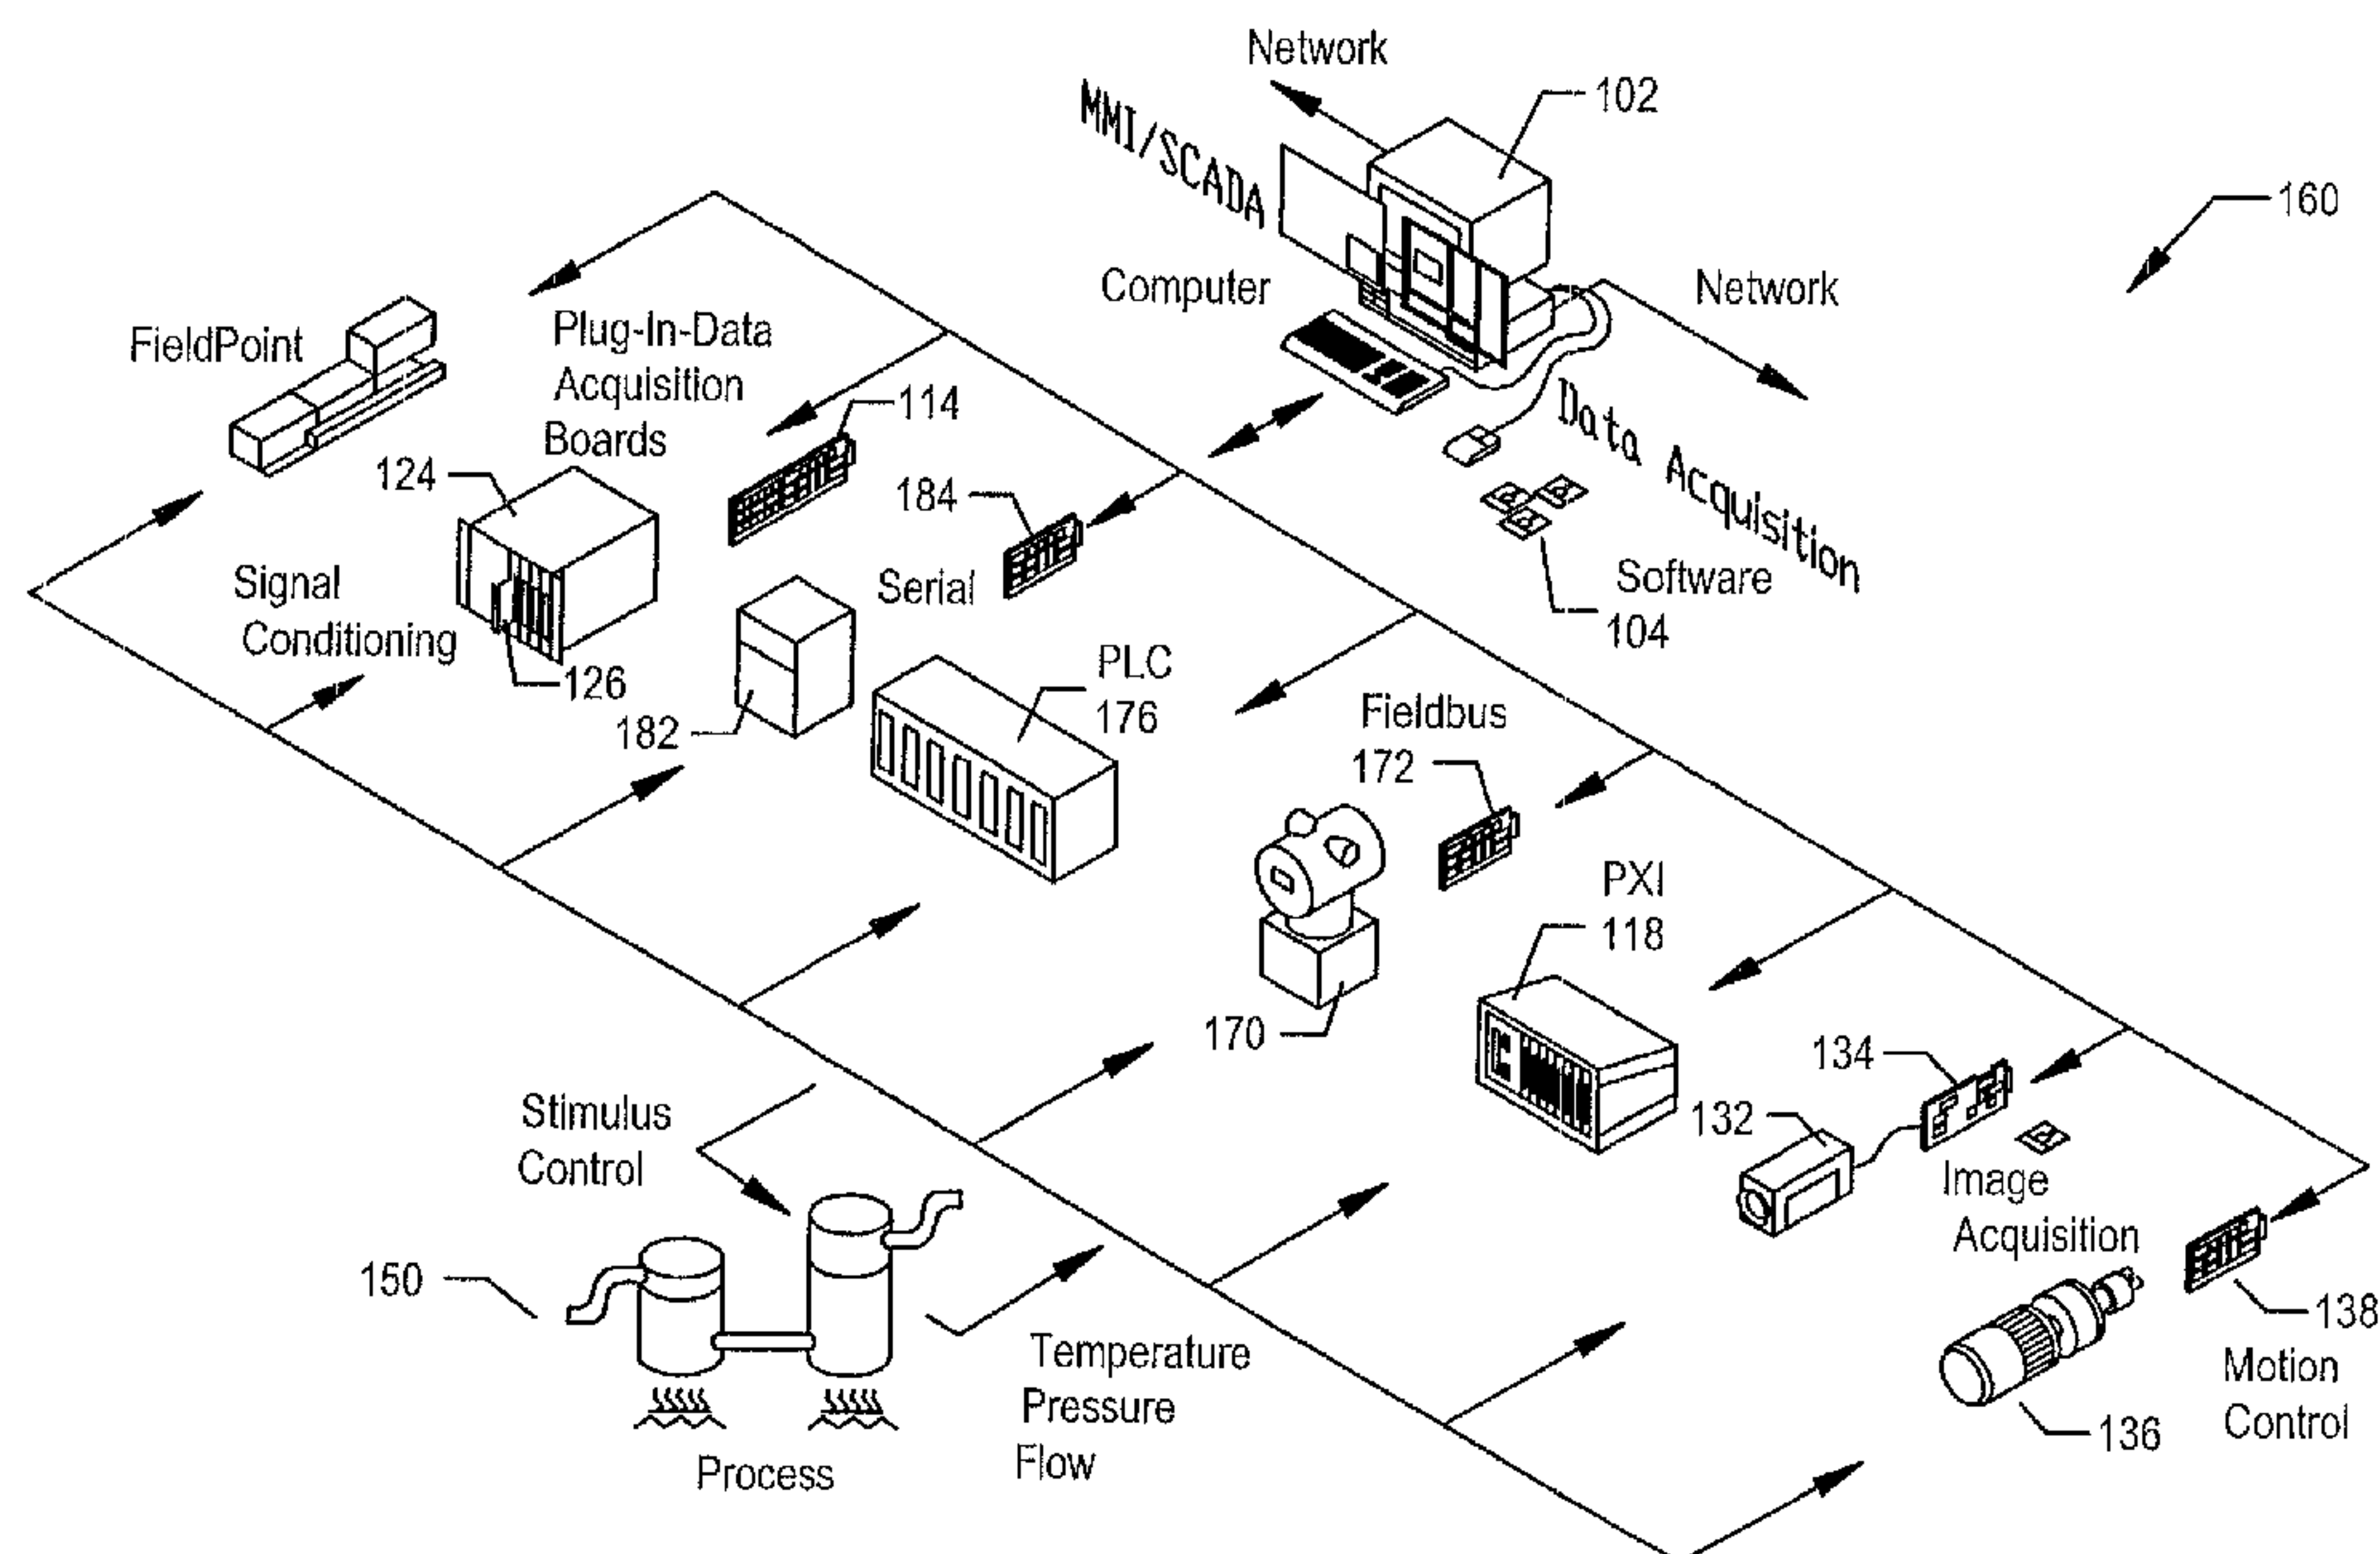 Network
102
MMI/SCADA
160
Computer
Network
FieldPoint
Plug-In-Data
Acquisition
Boards
114
124
184
Data Acquisition
Software
104
Signal
Conditioning
126
Serial
182
PLC
176
Fieldbus
172
PXI
118
170
134
132
Image
Acquisition
138
Motion
Control
136
Stimulus
Control
150
Temperature
Pressure
Flow
Process